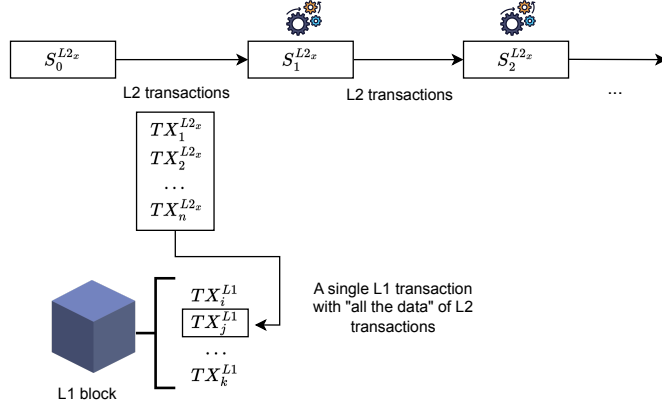 $S_0^{L2_x}$ $S_1^{L2_x}$ $S_2^{L2_x}$
L2 transactions L2 transactions ...
$TX_1^{L2_x}$
$TX_2^{L2_x}$
...
$TX_n^{L2_x}$
$TX_i^{L1}$
$TX_j^{L1}$
...
$TX_k^{L1}$
A single L1 transaction
with "all the data" of L2
transactions
L1 block